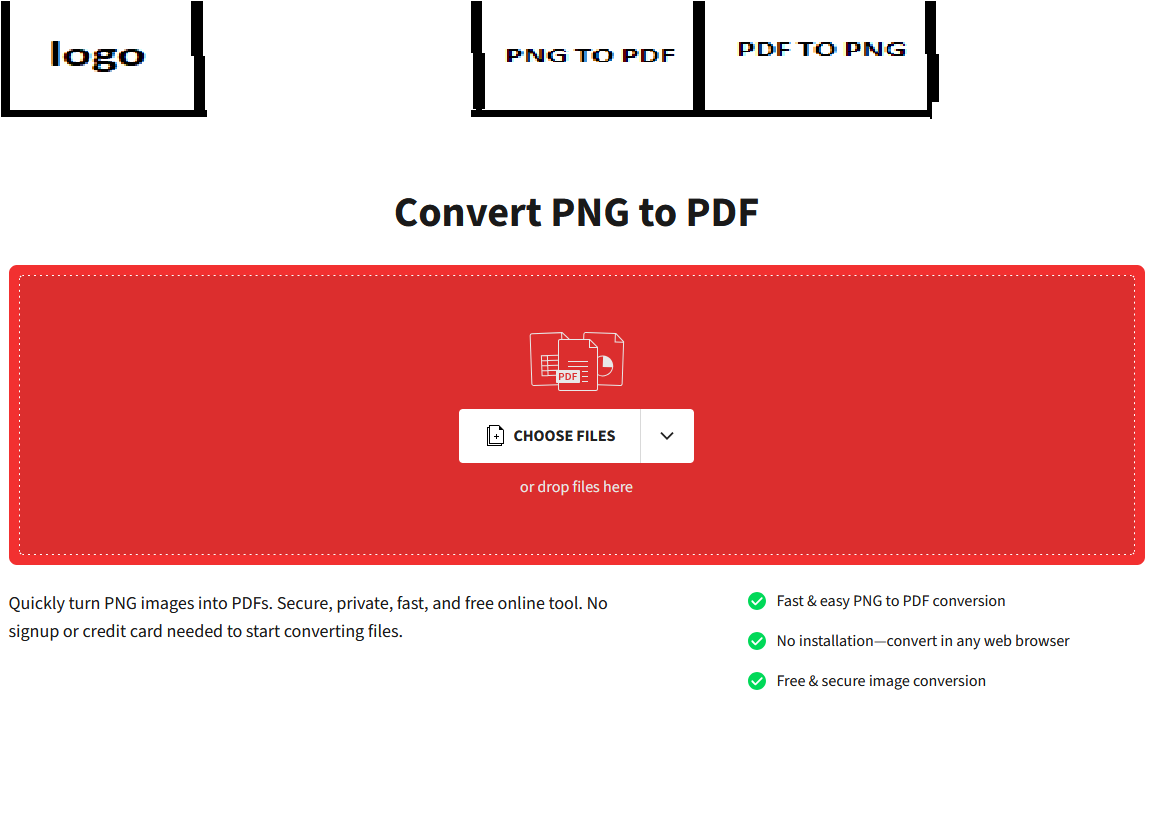 logo
PNG TO PDF
PDF TO PNG
Convert PNG to PDF
PDF
CHOOSE FILES
or drop files here
Quickly turn PNG images into PDFs. Secure, private, fast, and free online tool. No
signup or credit card needed to start converting files.
Fast & easy PNG to PDF conversion
No installation—convert in any web browser
Free & secure image conversion